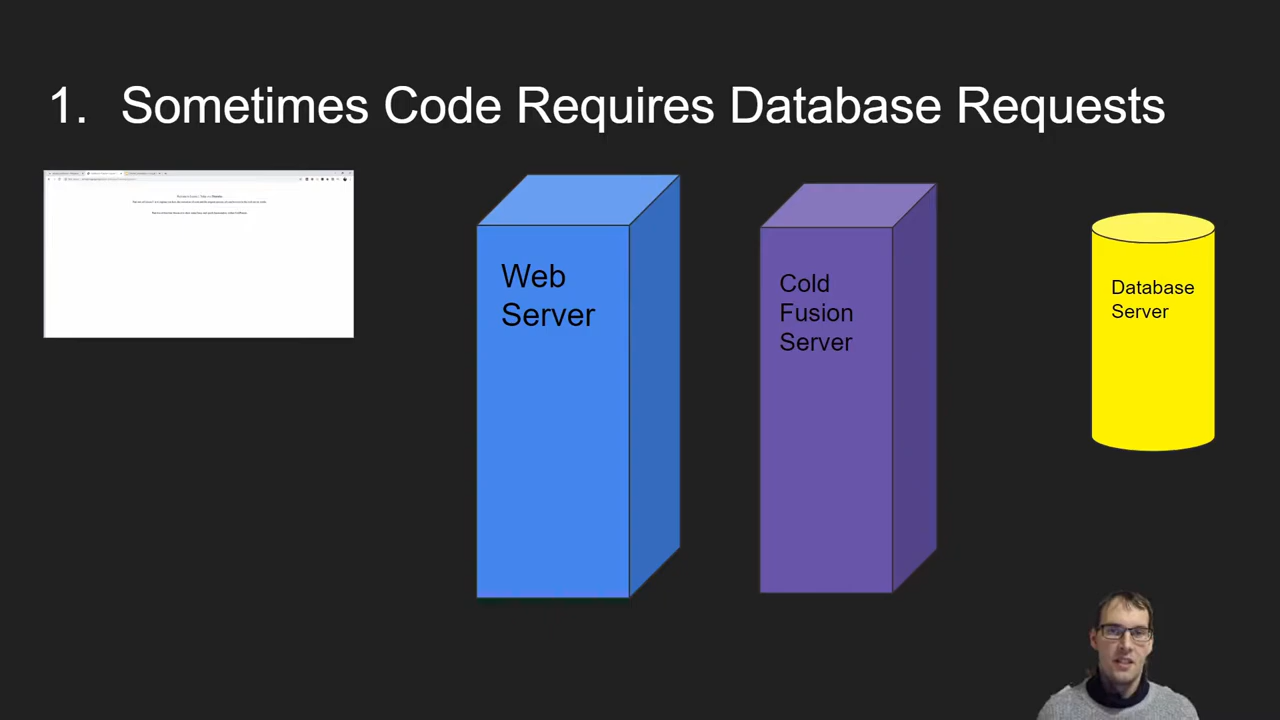 1. Sometimes Code Requires Database Requests
Web
Server
Cold
Fusion
Server
Database
Server